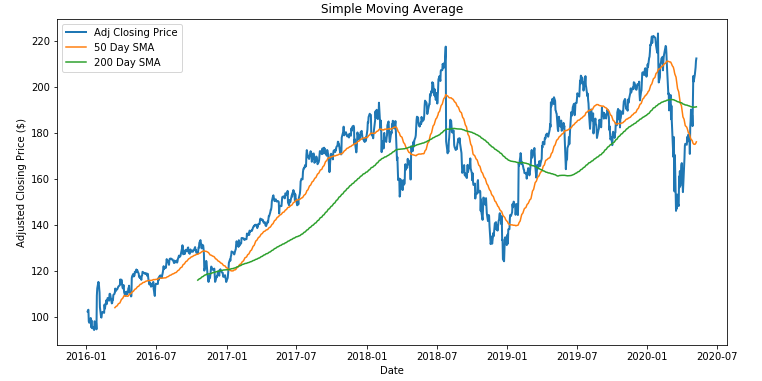 Simple Moving Average
Adj Closing Price
50 Day SMA
200 Day SMA
Adjusted Closing Price ($)
220
200
180
160
140
120
100
2016-01 2016-07 2017-01 2017-07 2018-01 2018-07 2019-01 2019-07 2020-01 2020-07
Date